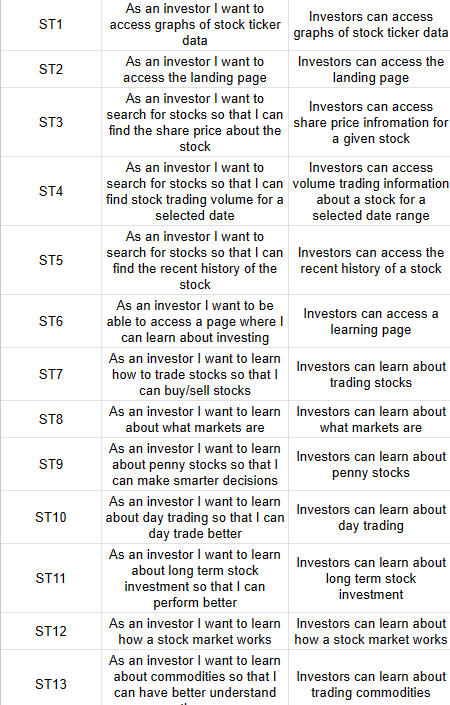 ST1
As an investor I want to
access graphs of stock ticker
data
Investors can access
graphs of stock ticker data
ST2
As an investor I want to
access the landing page
Investors can access the
landing page
ST3
As an investor I want to
search for stocks so that I can
find the share price about the
stock
Investors can access
share price infromation for
a given stock
ST4
As an investor I want to
search for stocks so that I can
find stock trading volume for a
selected date
Investors can access
volume trading information
about a stock for a
selected date range
ST5
As an investor I want to
search for stocks so that I can
find the recent history of the
stock
Investors can access the
recent history of a stock
ST6
As an investor I want to be
able to access a page where I
can learn about investing
Investors can access a
learning page
ST7
As an investor I want to learn
how to trade stocks so that I
can buy/sell stocks
Investors can learn about
trading stocks
ST8
As an investor I want to learn
about what markets are
Investors can learn about
what markets are
ST9
As an investor I want to learn
about penny stocks so that I
can make smarter decisions
Investors can learn about
penny stocks
ST10
As an investor I want to learn
about day trading so that I can
day trade better
Investors can learn about
day trading
ST11
As an investor I want to learn
about long term stock
investment so that I can
perform better
Investors can learn about
long term stock
investment
ST12
As an investor I want to learn
how a stock market works
Investors can learn about
how a stock market works
ST13
As an investor I want to learn
about commodities so that I
can have better understand
Investors can learn about
trading commodities